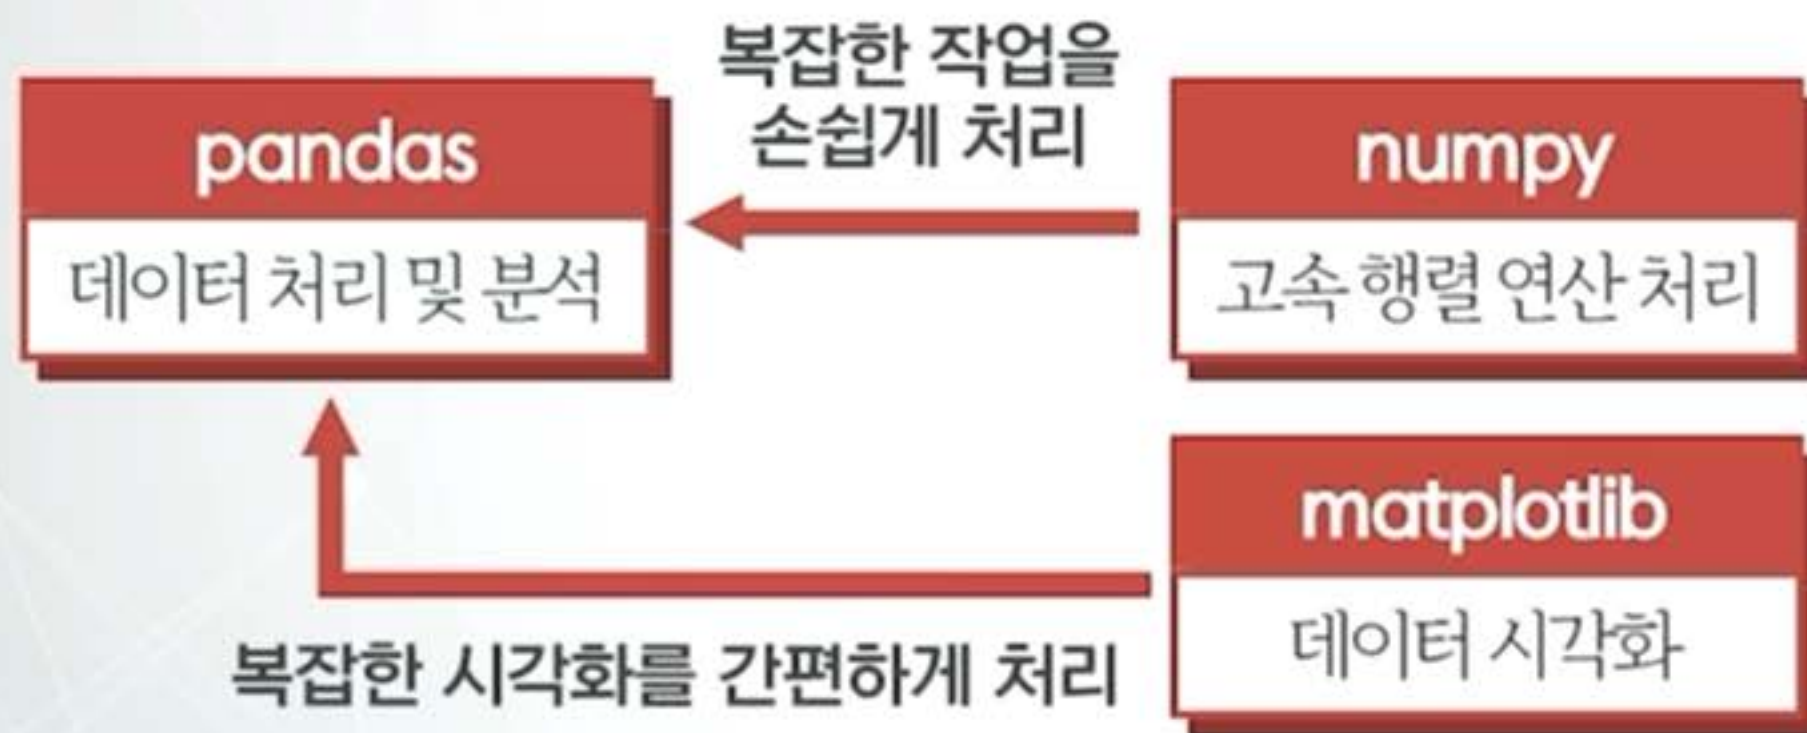 복잡한 작업을
손쉽게 처리
pandas
데이터 처리 및 분석
numpy
고속 행렬 연산 처리
matplotlib
데이터 시각화
복잡한 시각화를 간편하게 처리